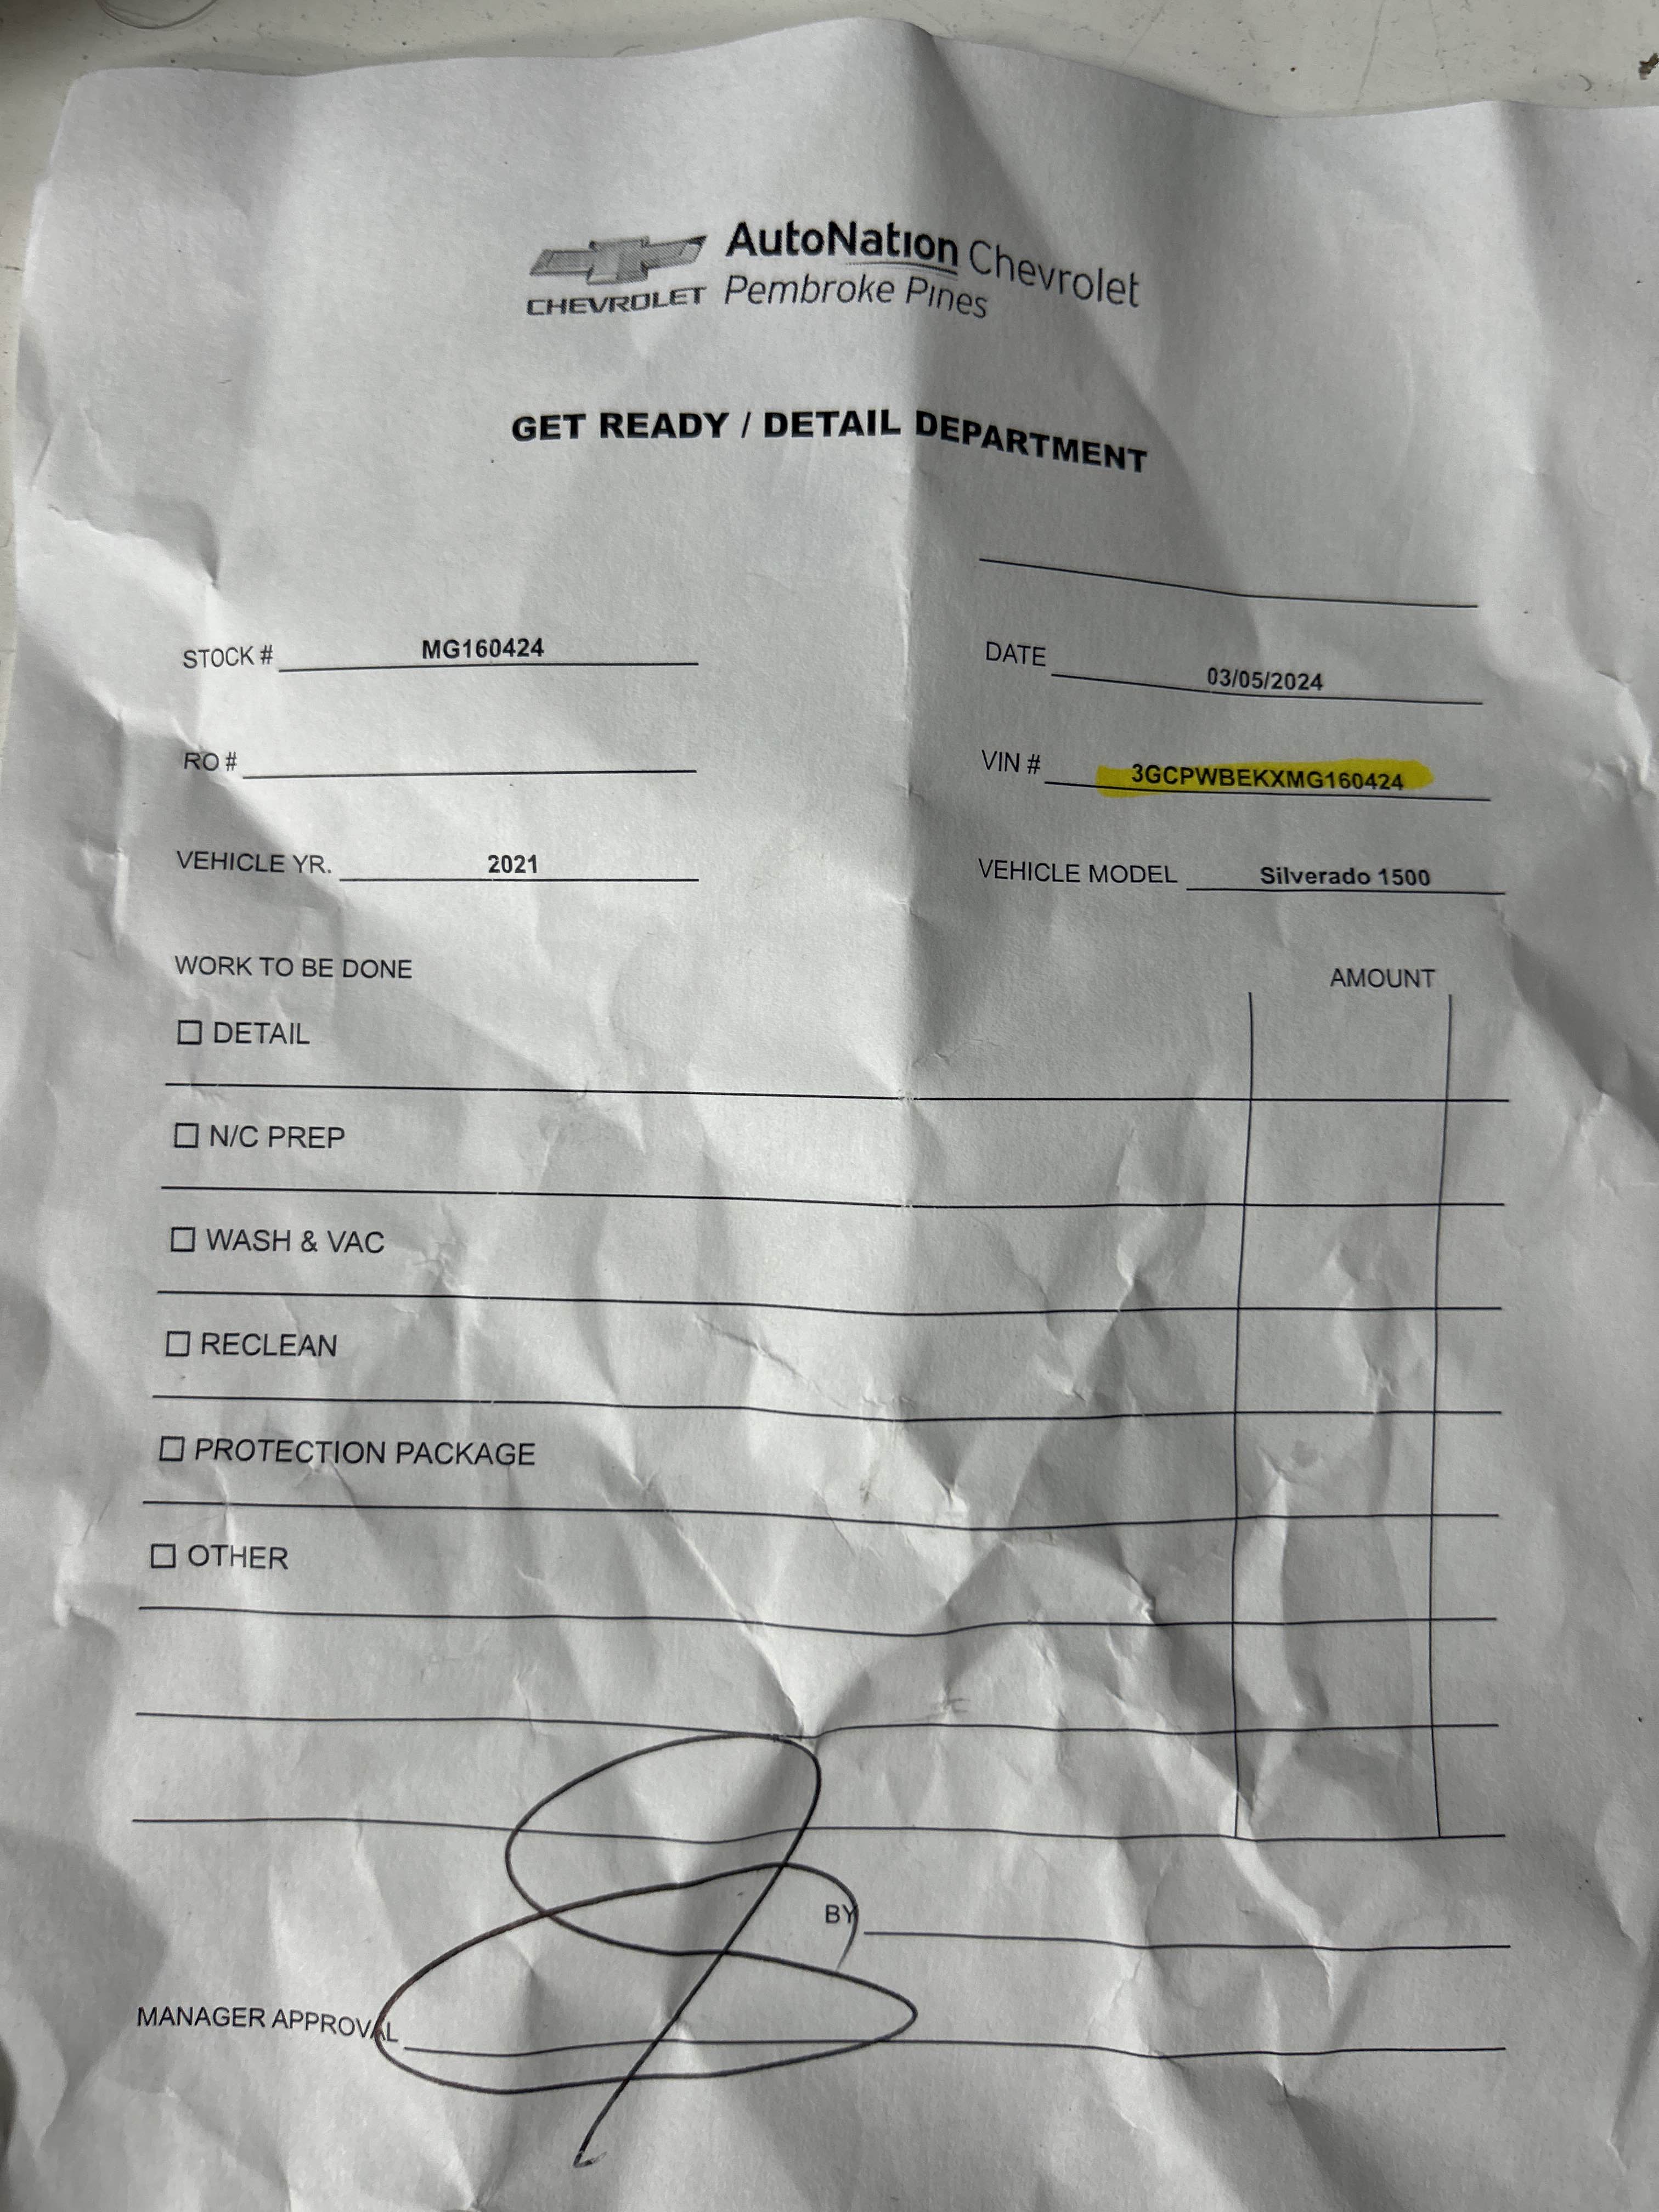 AutoNation Chevrolet
CHEVROLET Pembroke Pines
GET READY / DETAIL DEPARTMENT
STOCK # MG160424 DATE 03/05/2024
RO # VIN # 3GCPWBEKXMG160424
VEHICLE YR. 2021 VEHICLE MODEL Silverado 1500
WORK TO BE DONE AMOUNT
DETAIL
N/C PREP
WASH & VAC
RECLEAN
PROTECTION PACKAGE
OTHER
BY
MANAGER APPROVAL